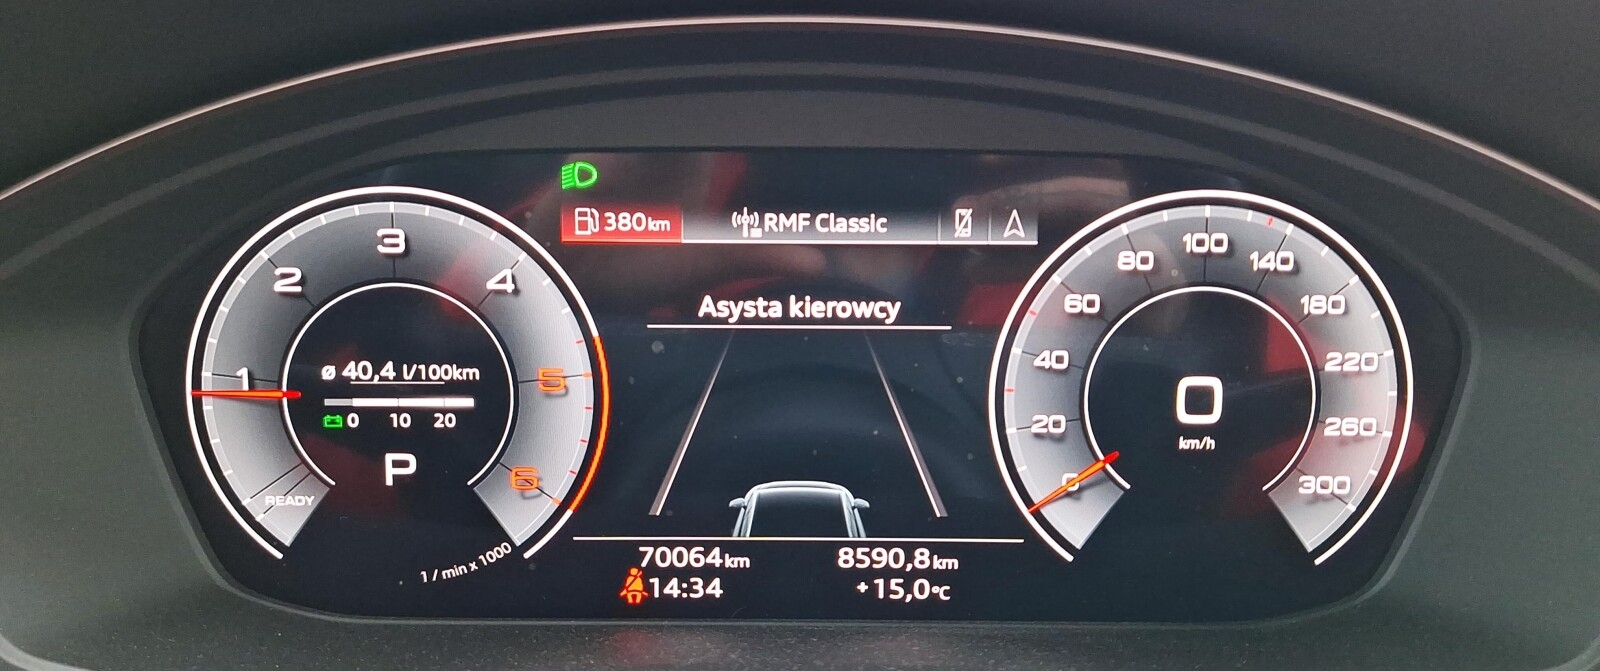 380km RMF Classic
Asysta kierowcy
1 2 3 4 5 6
READY
1 / min x 1000
ø 40,4 l/100km
0 10 20
P
0 20 40 60 80 100 140 180 220 260 300
0
km/h
70064km 8590,8km
14:34 +15,0°C